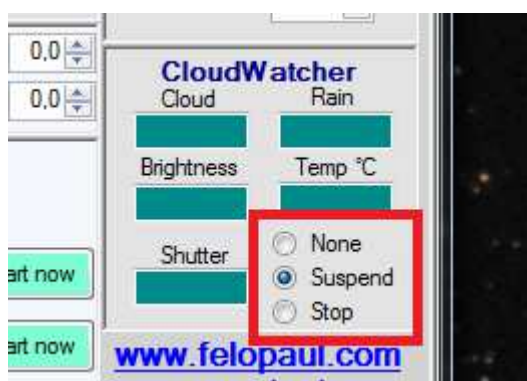 0,0
0,0
CloudWatcher
Cloud Rain
Brightness Temp °C
Shutter
None
Suspend
Stop
art now
art now
www.felopaul.com